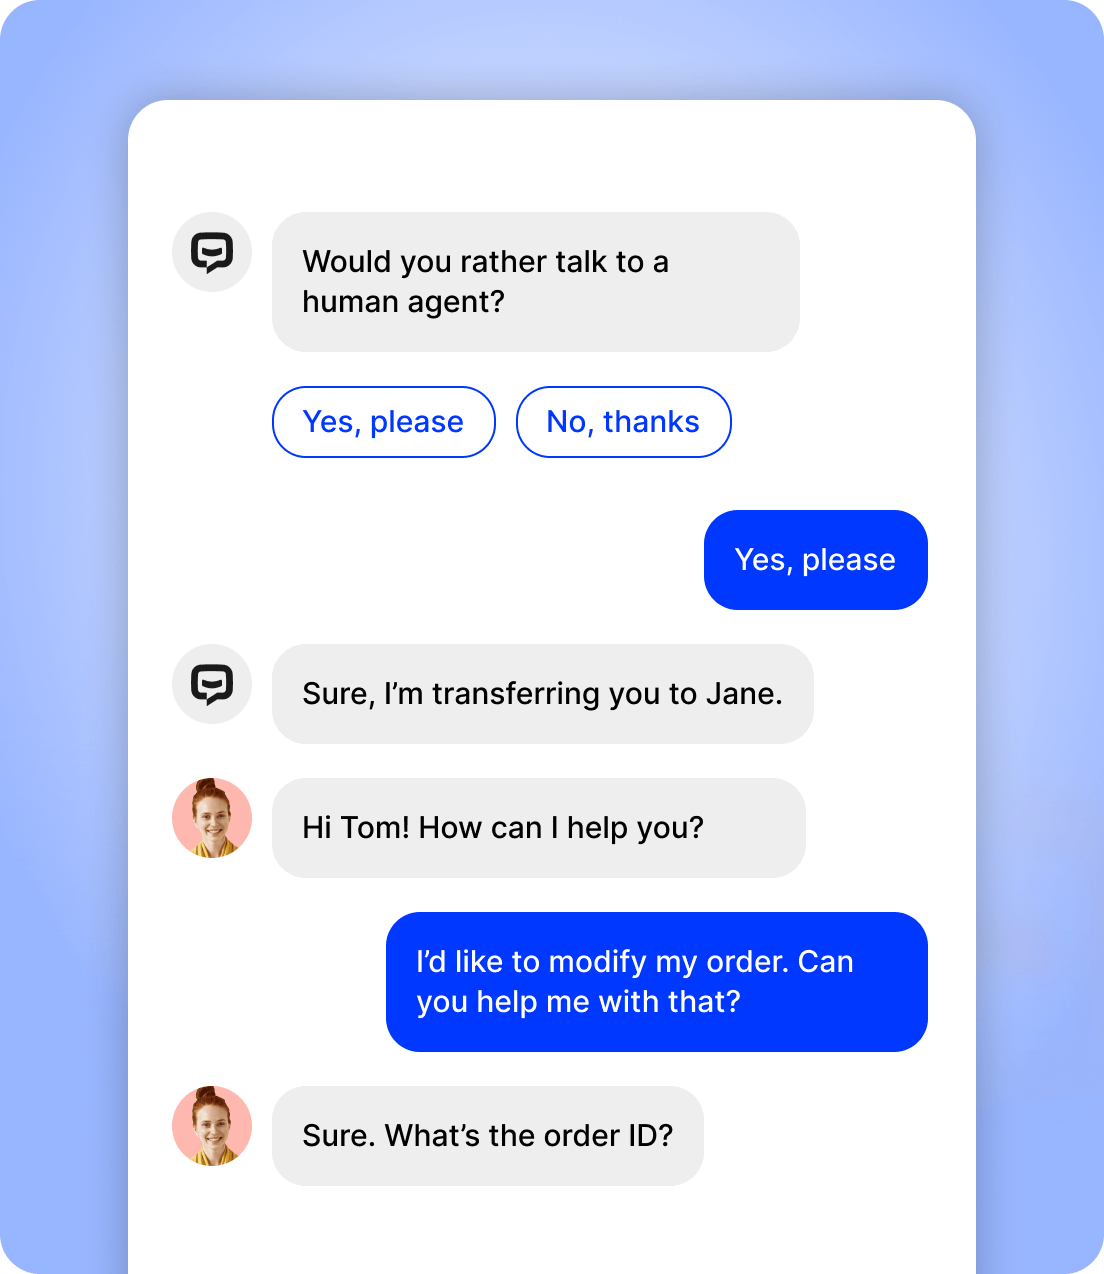 Would you rather talk to a
human agent?
Yes, please
No, thanks
Yes, please
Sure, I’m transferring you to Jane.
Hi Tom! How can I help you?
I’d like to modify my order. Can
you help me with that?
Sure. What’s the order ID?